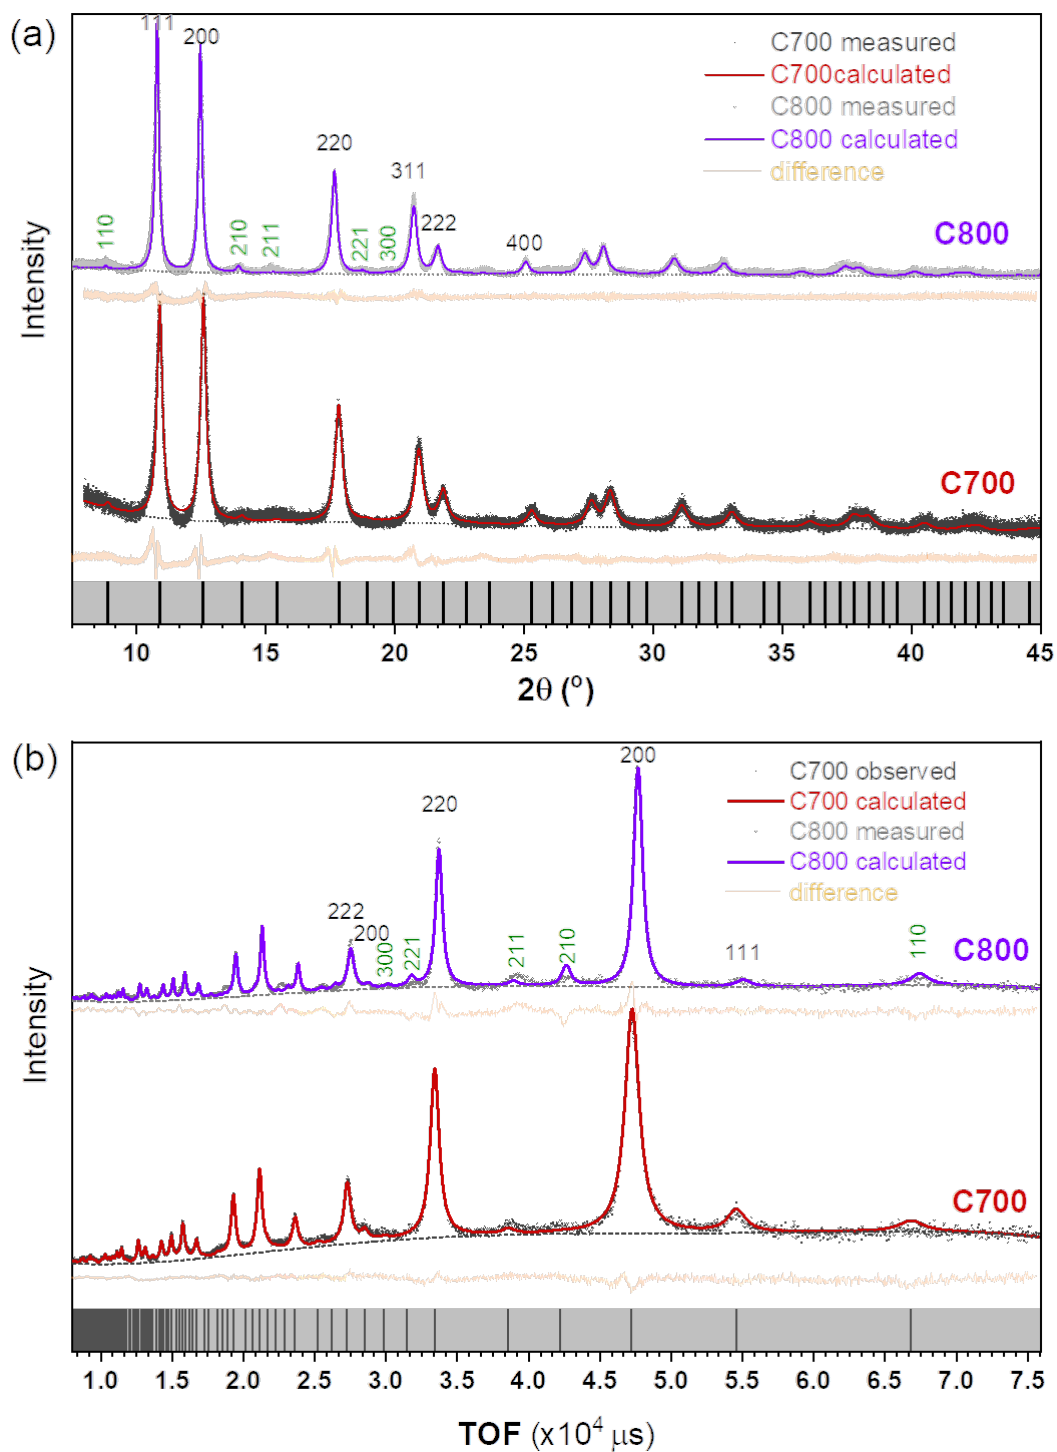 (a)
111
200
C700 measured
C700calculated
C800 measured
C800 calculated
difference
220
311
222
400
110
210
211
221
300
C800
Intensity
C700
10 15 20 25 30 35 40 45
2θ (º)
(b)
200
C700 observed
C700 calculated
C800 measured
C800 calculated
difference
220
222
200
300
221
211
210
111
110
C800
Intensity
C700
1.0 1.5 2.0 2.5 3.0 3.5 4.0 4.5 5.0 5.5 6.0 6.5 7.0 7.5
TOF (x10⁴ μs)